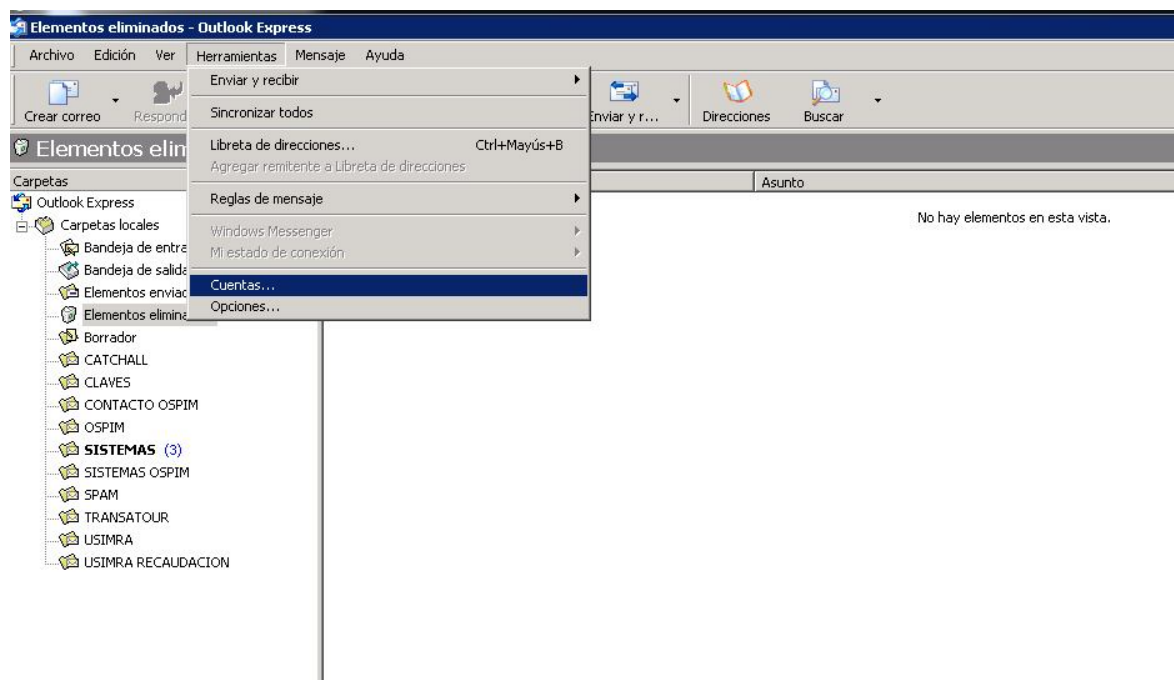 Elementos eliminados - Outlook Express
Archivo Edición Ver Herramientas Mensaje Ayuda
Crear correo Respond Enviar y r... Direcciones Buscar
Enviar y recibir
Sincronizar todos
Libreta de direcciones... Ctrl+Mayús+B
Agregar remitente a Libreta de direcciones
Reglas de mensaje
Windows Messenger
Mi estado de conexión
Cuentas...
Opciones...
Elementos elim
Carpetas
Asunto
No hay elementos en esta vista.
Outlook Express
Carpetas locales
Bandeja de entra
Bandeja de salida
Elementos enviad
Elementos elimina
Borrador
CATCHALL
CLAVES
CONTACTO OSPIM
OSPIM
SISTEMAS (3)
SISTEMAS OSPIM
SPAM
TRANSATOUR
USIMRA
USIMRA RECAUDACION